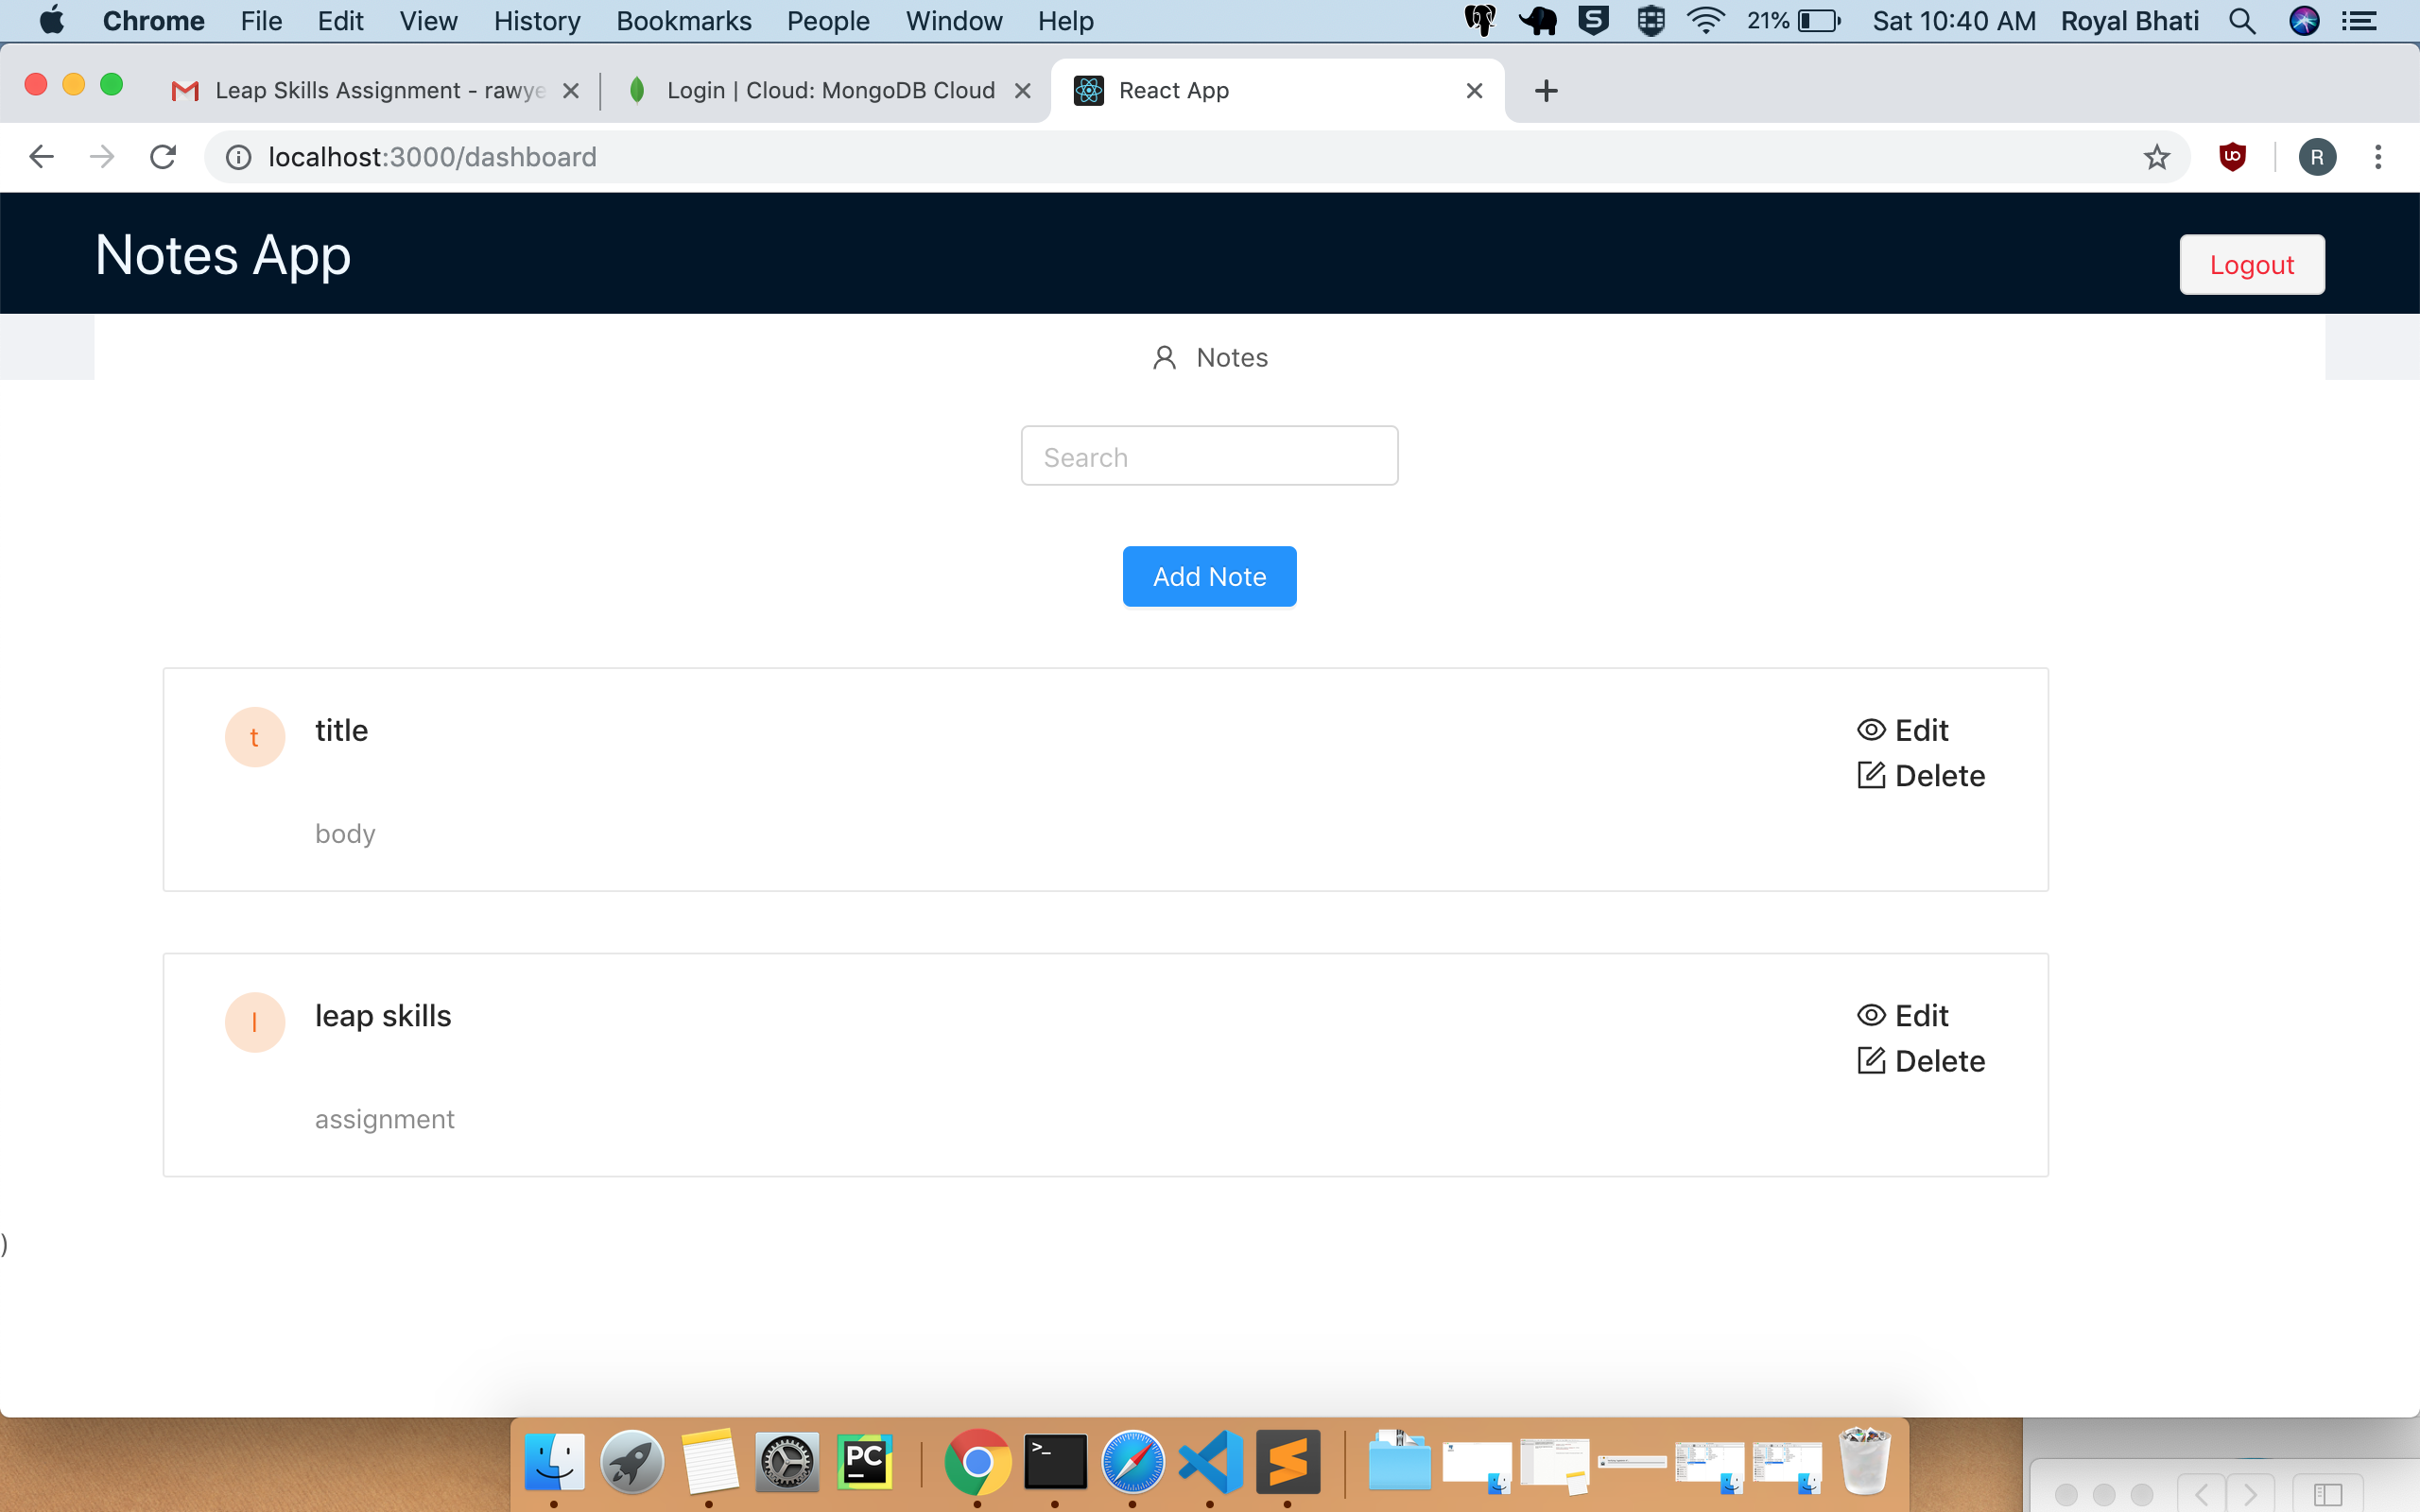 Chrome File Edit View History Bookmarks People Window Help 21% Sat 10:40 AM Royal Bhati
Leap Skills Assignment - rawye Login | Cloud: MongoDB Cloud React App
localhost:3000/dashboard R
Notes App Logout
Notes
Search
Add Note
t title Edit
Delete
body
l leap skills Edit
Delete
assignment
)
PC >_